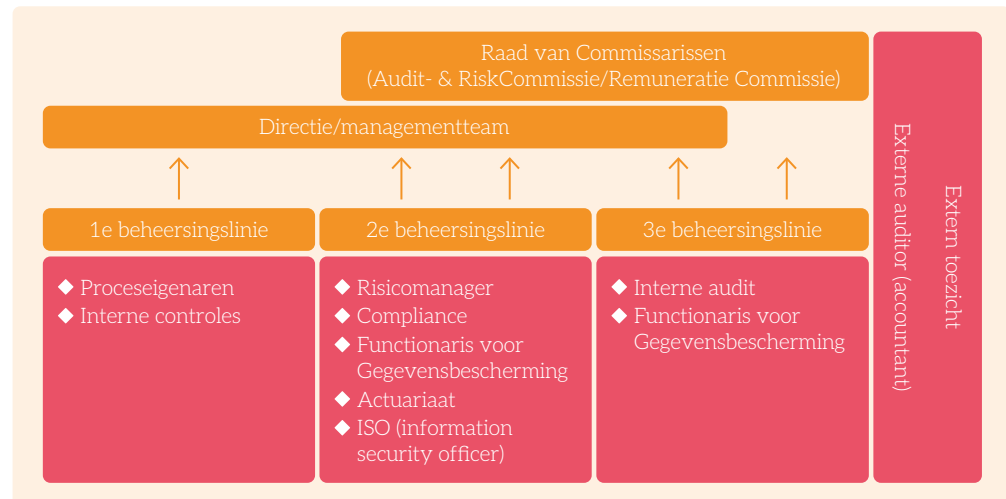 Raad van Commissarissen
(Audit- & RiskCommissie/Remuneratie Commissie)
Directie/managementteam
1e beheersingslinie
◆ Proceseigenaren
◆ Interne controles
2e beheersingslinie
◆ Risicomanager
◆ Compliance
◆ Functionaris voor
Gegevensbescherming
◆ Actuariaat
◆ ISO (information
security officer)
3e beheersingslinie
◆ Interne audit
◆ Functionaris voor
Gegevensbescherming
Extern toezicht
Externe auditor (accountant)